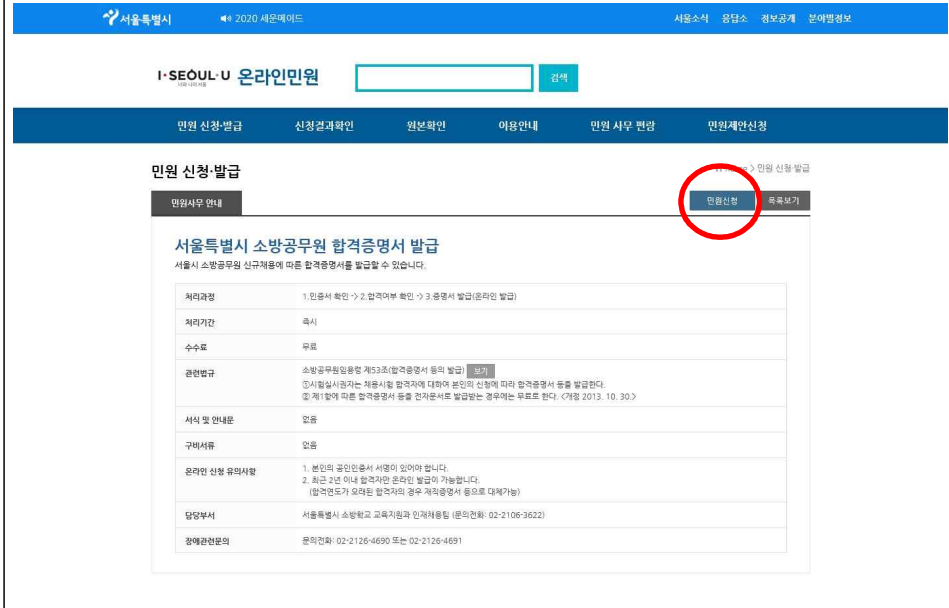 서울특별시 2020 세운메이드 서울소식 응답소 정보공개 분야별정보
I·SEOUL·U 온라인민원 검색
너와 나의 서울
민원 신청·발급 신청결과확인 원본확인 이용안내 민원 사무 편람 민원제안신청
민원 신청·발급 > 민원 신청·발급
민원사무 안내 민원신청 목록보기
서울특별시 소방공무원 합격증명서 발급
서울시 소방공무원 신규채용에 따른 합격증명서를 발급할 수 있습니다.
처리과정 1.인증서 확인 -> 2.합격여부 확인 -> 3.증명서 발급(온라인 발급)
처리기간 즉시
수수료 무료
관련법규 소방공무원임용령 제53조(합격증명서 등의 발급) 보기
①시험실시권자는 채용시험 합격자에 대하여 본인의 신청에 따라 합격증명서 등을 발급한다.
② 제1항에 따른 합격증명서 등을 전자문서로 발급받는 경우에는 무료로 한다. <개정 2013. 10. 30.>
서식 및 안내문 없음
구비서류 없음
온라인 신청 유의사항 1. 본인의 공인인증서 서명이 있어야 합니다.
2. 최근 2년 이내 합격자만 온라인 발급이 가능합니다.
(합격연도가 오래된 합격자의 경우 재직증명서 등으로 대체가능)
담당부서 서울특별시 소방학교 교육지원과 인재채용팀 (문의전화: 02-2106-3622)
장애관련문의 문의전화: 02-2126-4690 또는 02-2126-4691